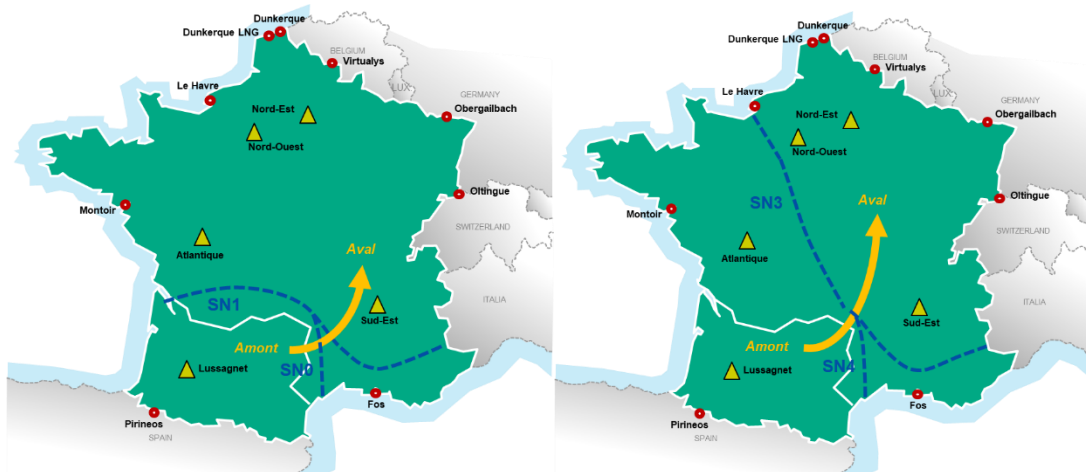 Dunkerque
Dunkerque LNG
BELGIUM
Virtualys
LUX
Le Havre
GERMANY
Nord-Est
Obergailbach
Nord-Ouest
Oltingue
Montoir
SWITZERLAND
Atlantique
Aval
ITALIA
SN1
Sud-Est
Amont
SN0
Lussagnet
Fos
Pirineos
SPAIN
Dunkerque
Dunkerque LNG
BELGIUM
Virtualys
LUX
Le Havre
GERMANY
Nord-Est
Obergailbach
Nord-Ouest
Oltingue
SN3
Aval
Montoir
SWITZERLAND
Atlantique
ITALIA
Sud-Est
Amont
SN4
Lussagnet
Fos
Pirineos
SPAIN